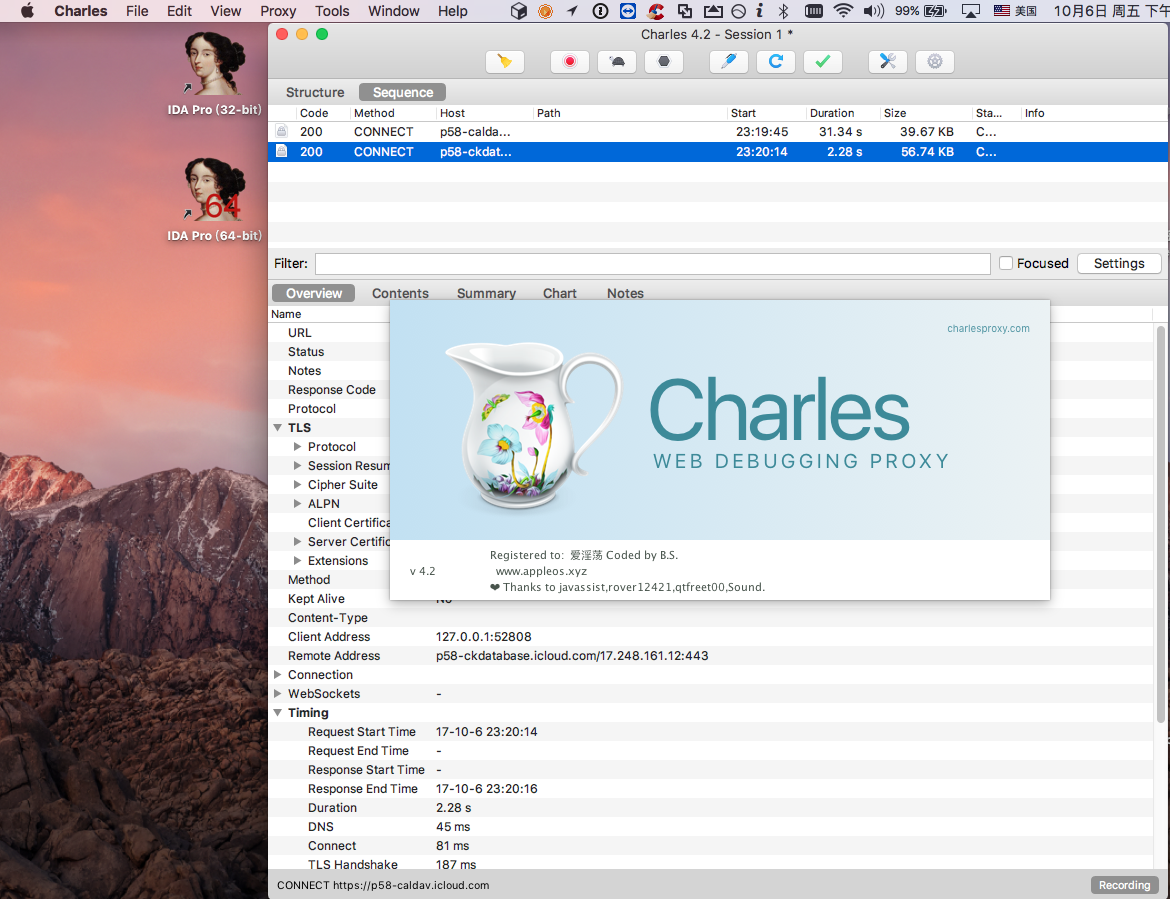 Charles File Edit View Proxy Tools Window Help 99% 美国 10月6日 周五 下午
Charles 4.2 - Session 1 *
IDA Pro (32-bit)
64
IDA Pro (64-bit)
Structure Sequence
Code Method Host Path Start Duration Size Sta... Info
200 CONNECT p58-calda... 23:19:45 31.34 s 39.67 KB C...
200 CONNECT p58-ckdat... 23:20:14 2.28 s 56.74 KB C...
Filter: Focused Settings
Overview Contents Summary Chart Notes
Name
URL
Status
Notes
Response Code
Protocol
TLS
Protocol
Session Resum
Cipher Suite
ALPN
Client Certifica
Server Certific
Extensions
Method
Kept Alive No
Content-Type
Client Address 127.0.0.1:52808
Remote Address p58-ckdatabase.icloud.com/17.248.161.12:443
Connection
WebSockets -
Timing
Request Start Time 17-10-6 23:20:14
Request End Time -
Response Start Time -
Response End Time 17-10-6 23:20:16
Duration 2.28 s
DNS 45 ms
Connect 81 ms
TLS Handshake 187 ms
charlesproxy.com
Charles
WEB DEBUGGING PROXY
Registered to: 爱淫荡 Coded by B.S.
v 4.2 www.appleos.xyz
❤ Thanks to javassist,rover12421,qtfreet00,Sound.
CONNECT https://p58-caldav.icloud.com Recording